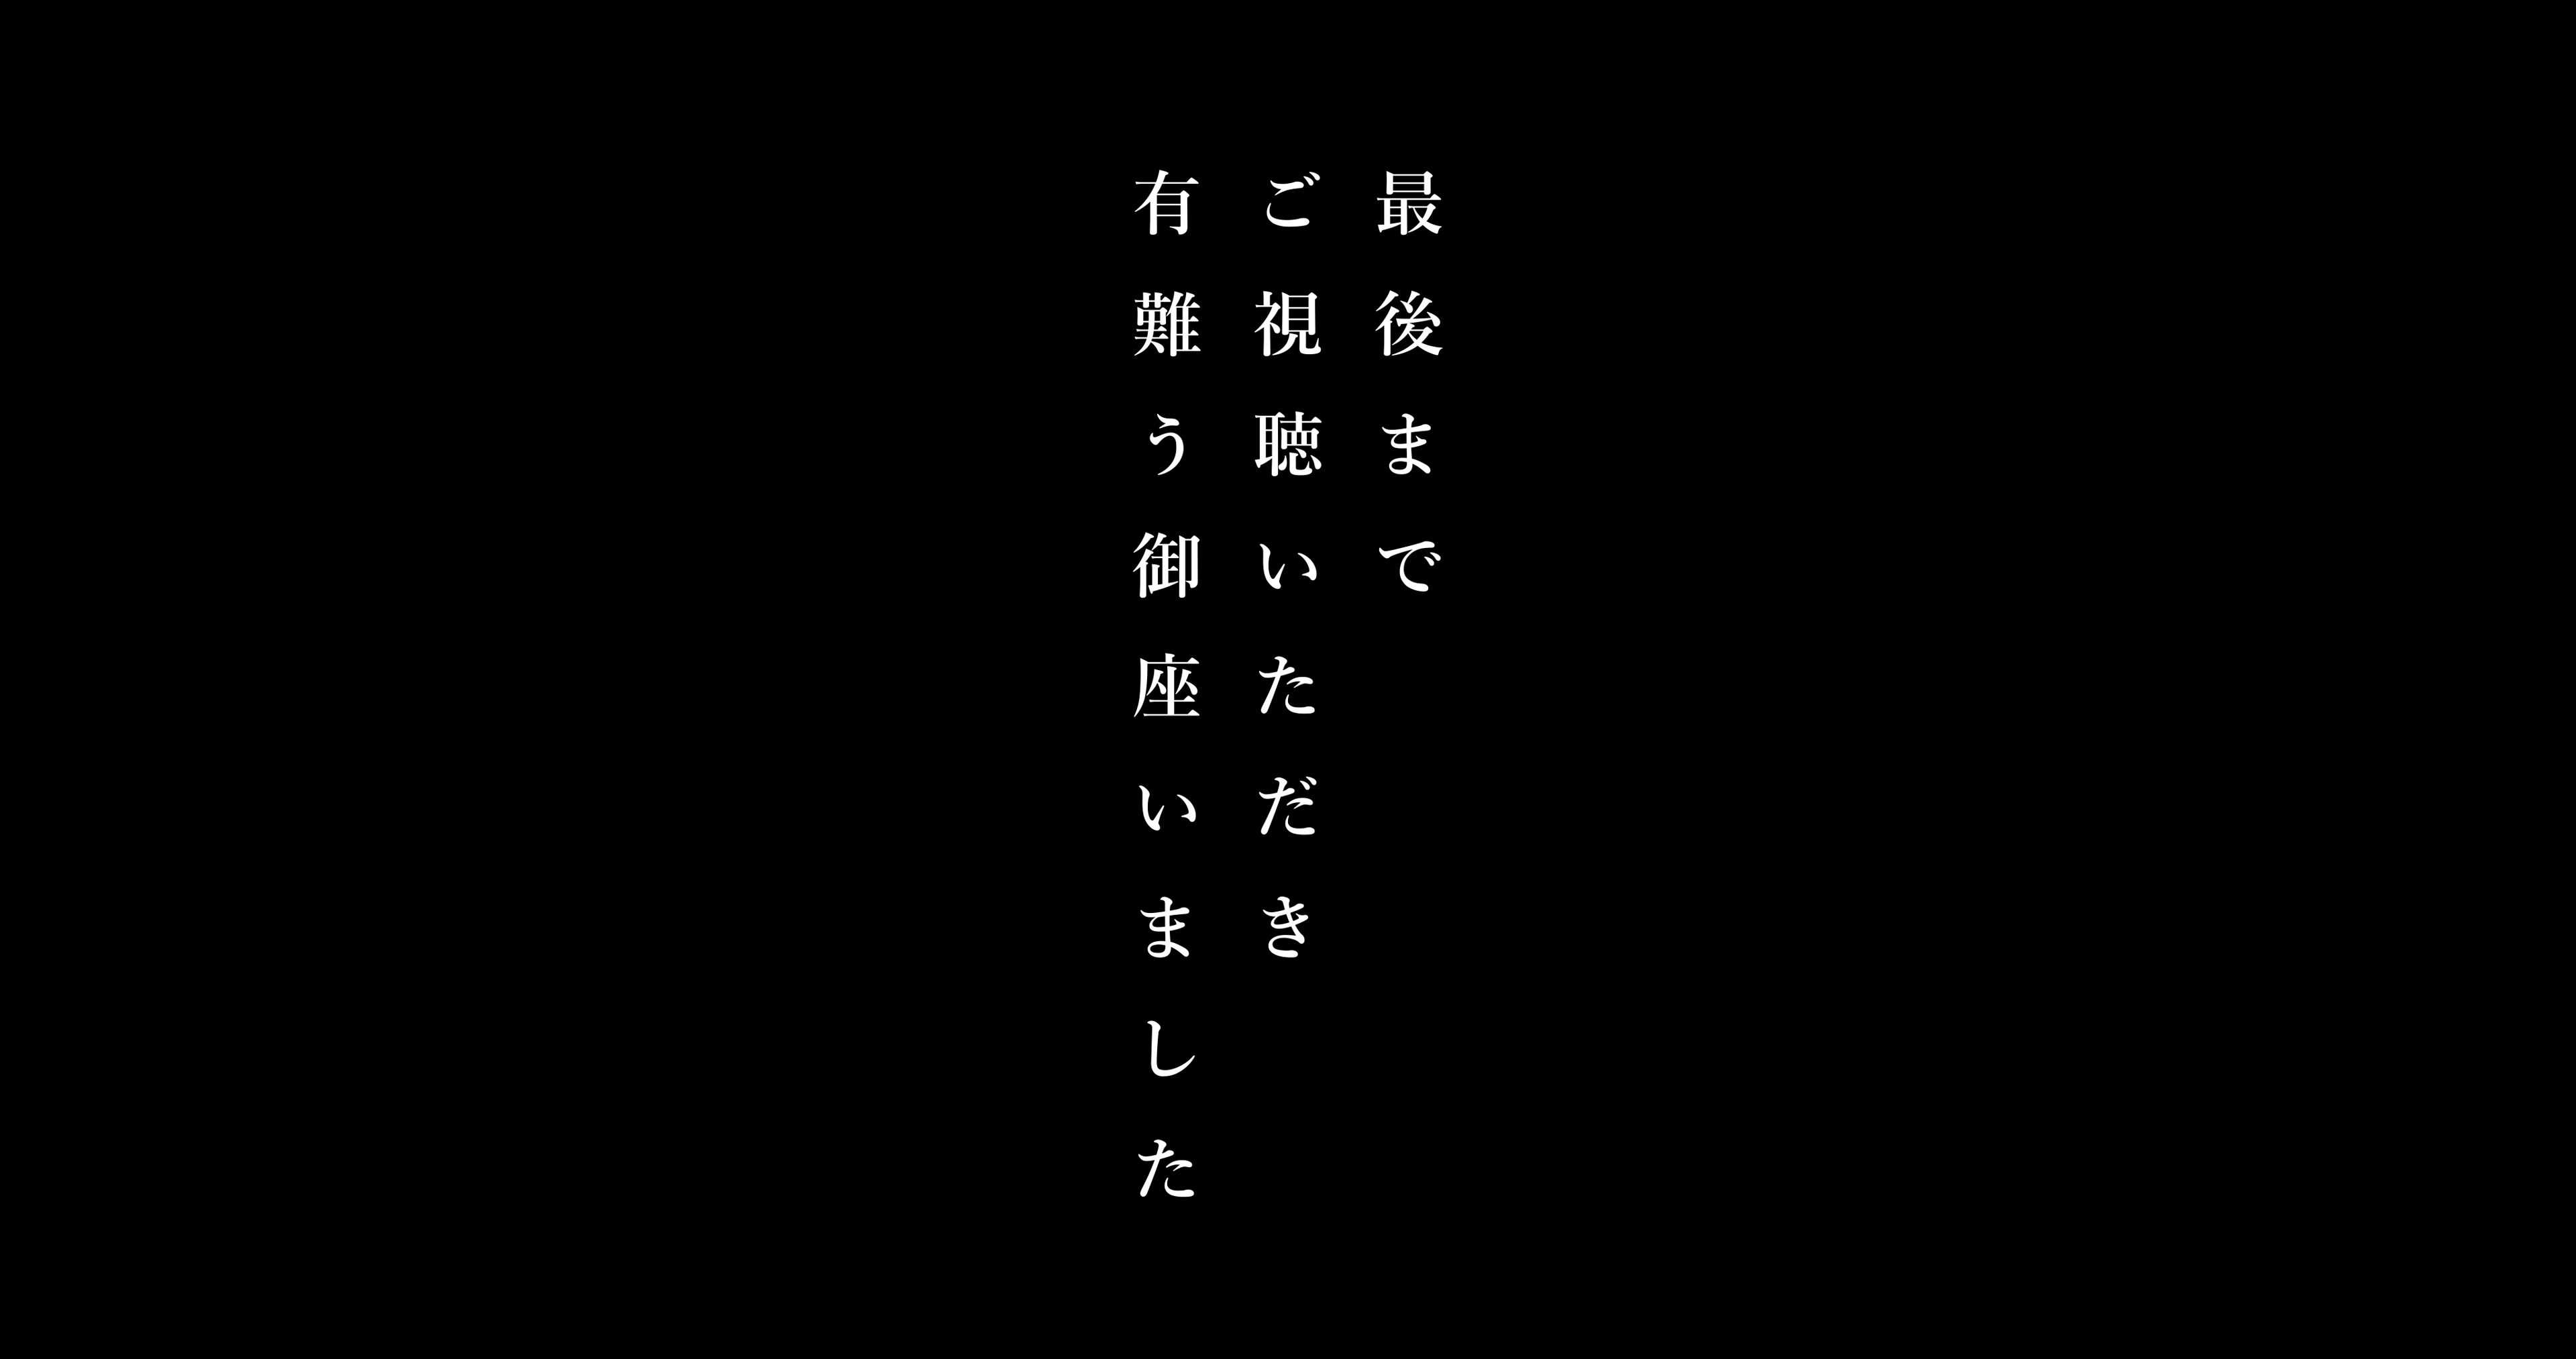 最後まで
ご視聴いただき
有難う御座いました